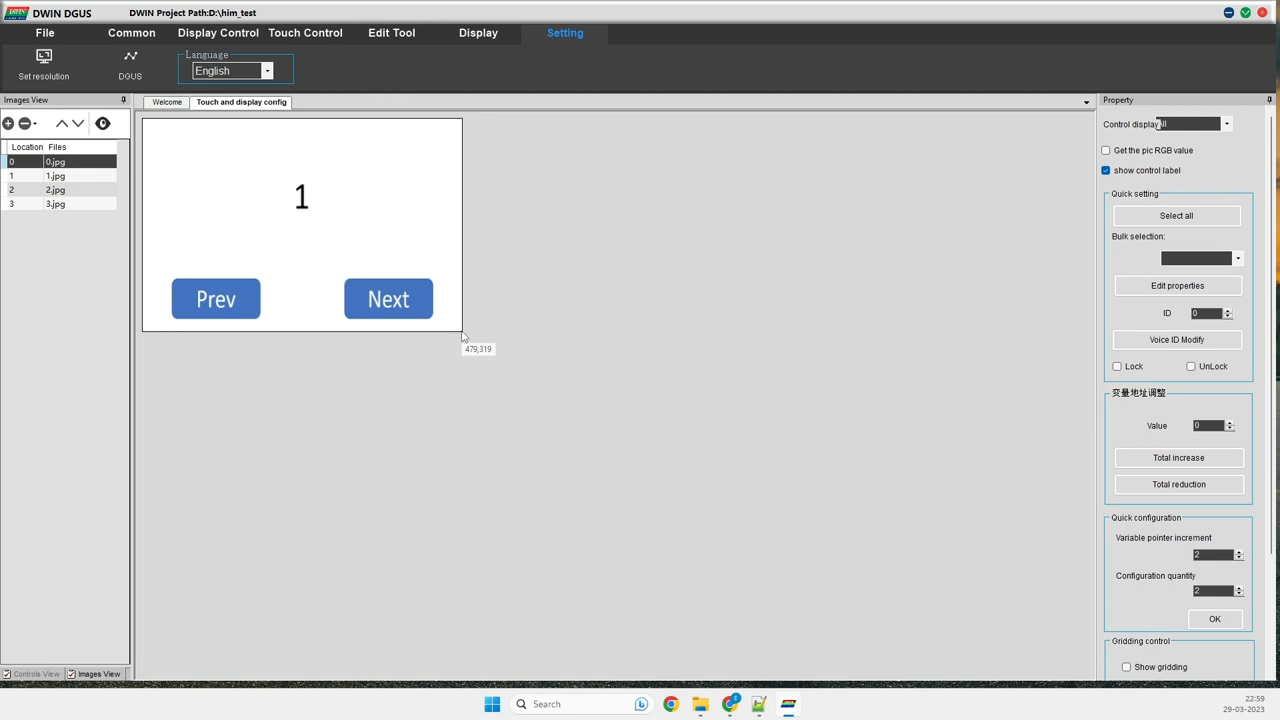 DWIN DGUS DWIN Project Path:D:\him_test
File Common Display Control Touch Control Edit Tool Display Setting
Language
English
Set resolution DGUS
Images View
Welcome Touch and display config
Property
Location Files
0 0.jpg
1 1.jpg
2 2.jpg
3 3.jpg
1
Prev Next
479,319
Control display
Get the pic RGB value
show control label
Quick setting
Select all
Bulk selection:
Edit properties
ID 0
Voice ID Modify
Lock UnLock
变量地址调整
Value 0
Total increase
Total reduction
Quick configuration
Variable pointer increment
2
Configuration quantity
2
OK
Gridding control
Show gridding
Controls View Images View
Search
22:59
29-03-2023